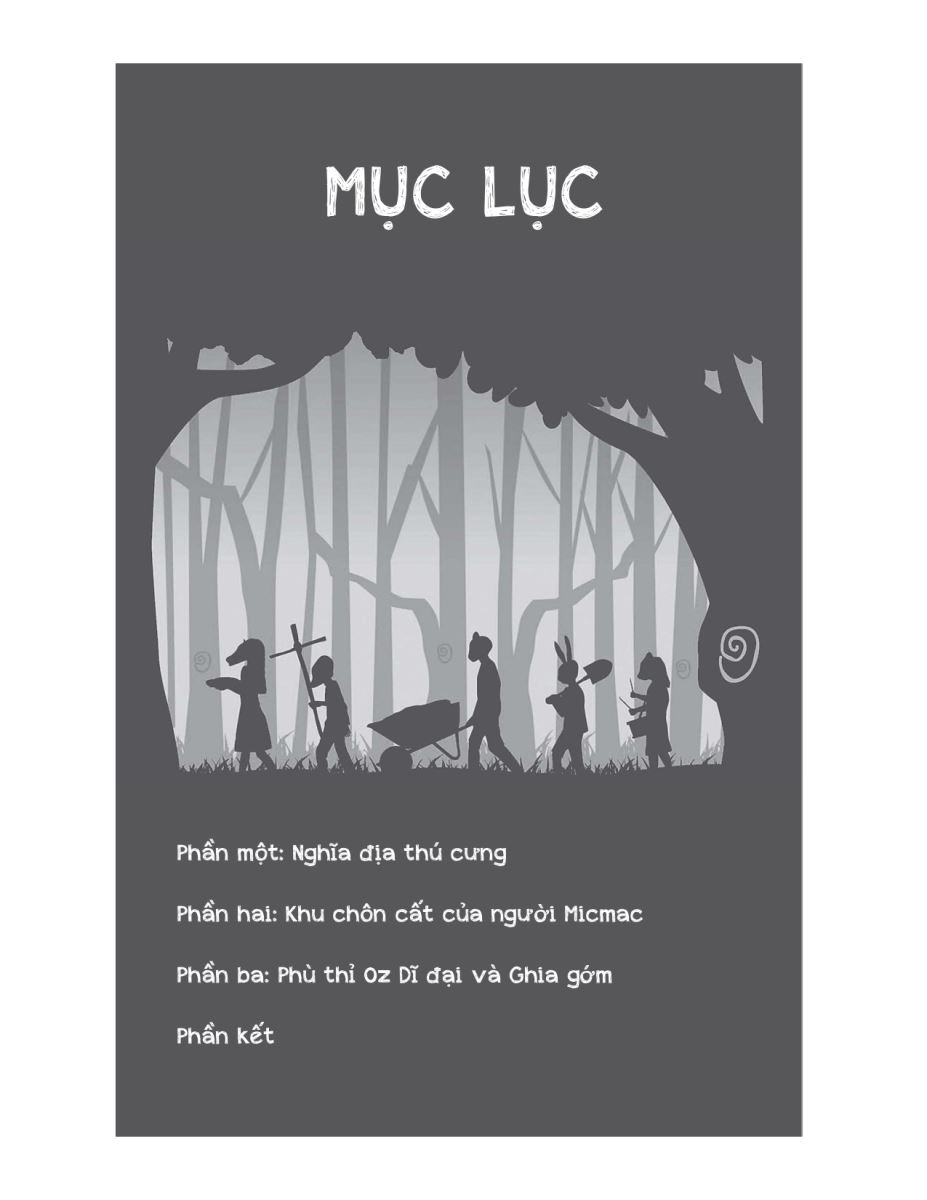 MỤC LỤC
Phần một: Nghĩa địa thú cưng
Phần hai: Khu chôn cất của người Micmac
Phần ba: Phù thỉ Oz Dĩ đại và Ghia gớm
Phần kết